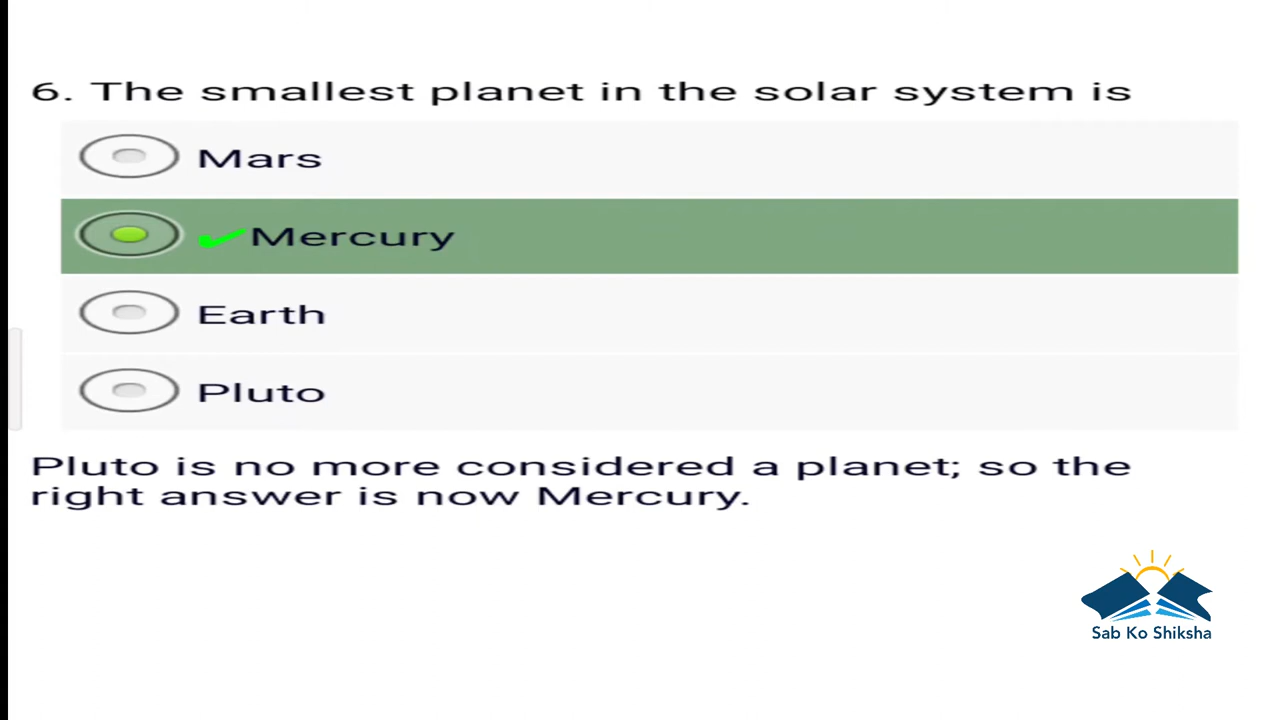 6. The smallest planet in the solar system is
Mars
✔Mercury
Earth
Pluto
Pluto is no more considered a planet; so the
right answer is now Mercury.
Sab Ko Shiksha